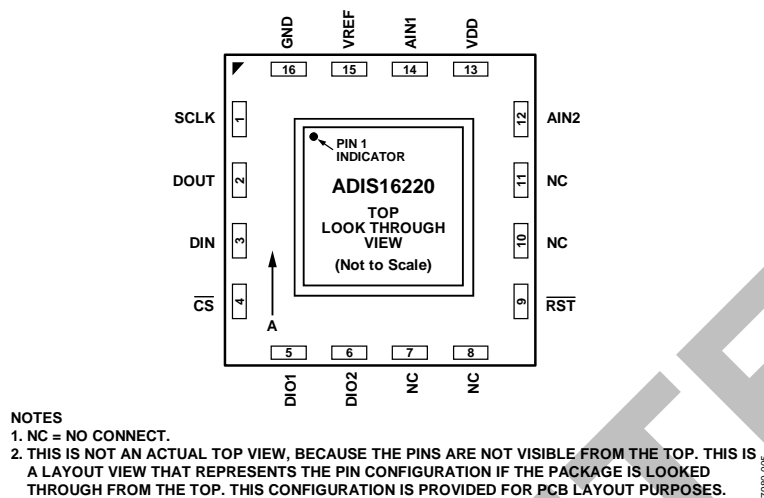 GND
VREF
AIN1
VDD
16
15
14
13
SCLK
1
DOUT
2
DIN
3
CS
4
12
AIN2
11
NC
10
NC
9
RST
PIN 1
INDICATOR
ADIS16220
TOP
LOOK THROUGH
VIEW
(Not to Scale)
A
5
6
7
8
DIO1
DIO2
NC
NC
NOTES
1. NC = NO CONNECT.
2. THIS IS NOT AN ACTUAL TOP VIEW, BECAUSE THE PINS ARE NOT VISIBLE FROM THE TOP. THIS IS
A LAYOUT VIEW THAT REPRESENTS THE PIN CONFIGURATION IF THE PACKAGE IS LOOKED
THROUGH FROM THE TOP. THIS CONFIGURATION IS PROVIDED FOR PCB LAYOUT PURPOSES.